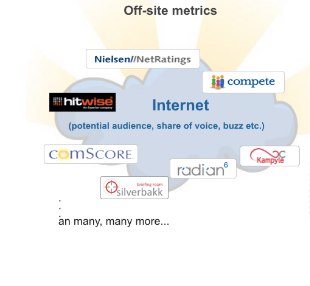 Off-site metrics
Nielsen//NetRatings
compete
hitwise
Internet
(potential audience, share of voice, buzz etc.)
comSCORE
radian6
Kampyle
silverbakk
:
an many, many more...